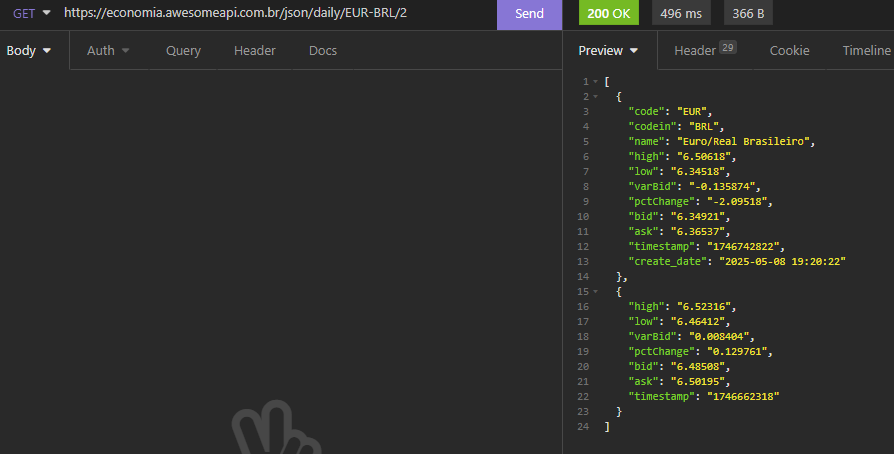 GET https://economia.awesomeapi.com.br/json/daily/EUR-BRL/2 Send 200 OK 496 ms 366 B
Body Auth Query Header Docs Preview Header 29 Cookie Timeline
1 [
2 {
3 "code": "EUR",
4 "codein": "BRL",
5 "name": "Euro/Real Brasileiro",
6 "high": "6.50618",
7 "low": "6.34518",
8 "varBid": "-0.135874",
9 "pctChange": "-2.09518",
10 "bid": "6.34921",
11 "ask": "6.36537",
12 "timestamp": "1746742822",
13 "create_date": "2025-05-08 19:20:22"
14 },
15 {
16 "high": "6.52316",
17 "low": "6.46412",
18 "varBid": "0.008404",
19 "pctChange": "0.129761",
20 "bid": "6.48508",
21 "ask": "6.50195",
22 "timestamp": "1746662318"
23 }
24 ]